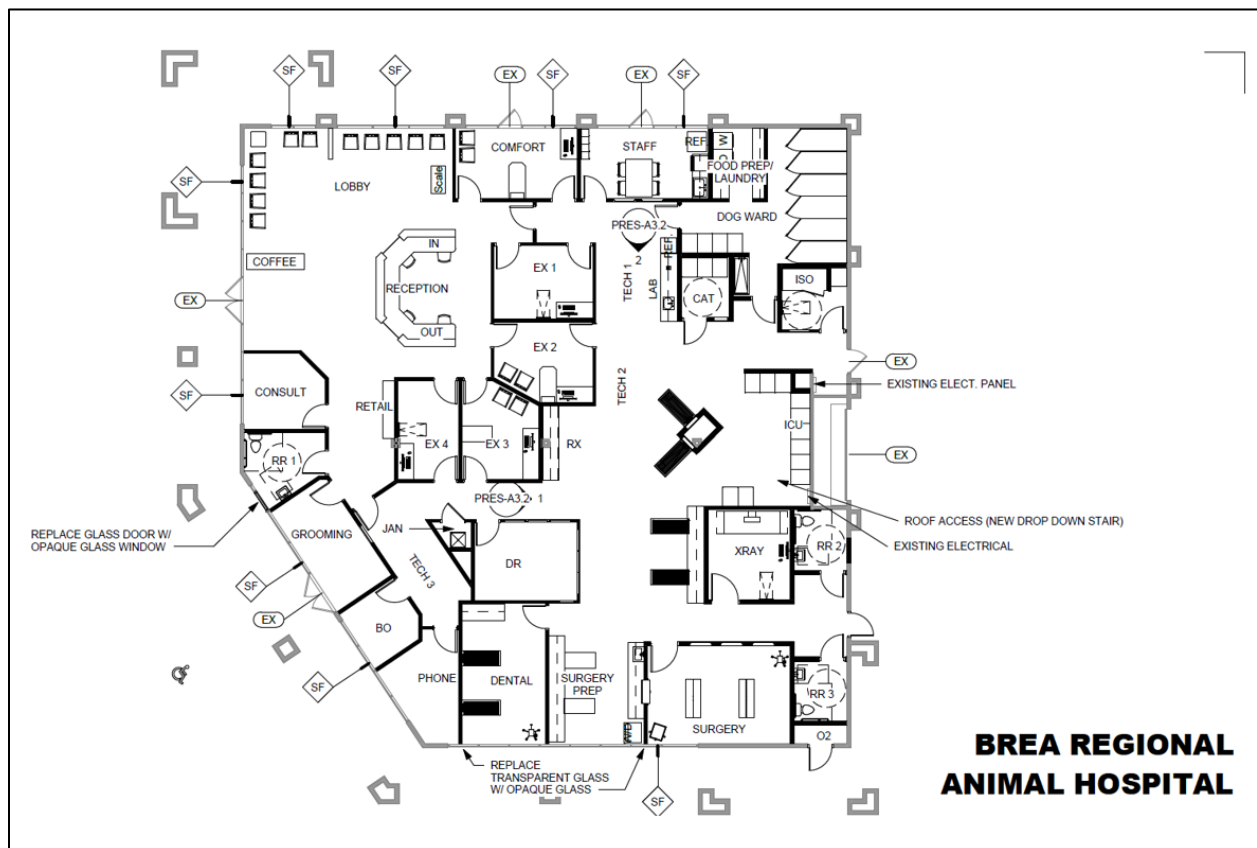 SF
SF
EX
SF
EX
SF
COMFORT
STAFF
REF
W
D
FOOD PREP/
LAUNDRY
LOBBY
Scale
SF
DOG WARD
PRES-A3.2
2
IN
COFFEE
RECEPTION
OUT
EX 1
TECH 1
LAB
REF.
CAT
ISO
EX
EX 2
TECH 2
EX
EXISTING ELECT. PANEL
SF
CONSULT
RETAIL
EX 4
EX 3
RX
ICU
EX
RR 1
PRES-A3.2
1
ROOF ACCESS (NEW DROP DOWN STAIR)
EXISTING ELECTRICAL
REPLACE GLASS DOOR W/
OPAQUE GLASS WINDOW
GROOMING
JAN
DR
XRAY
RR 2
TECH 3
SF
EX
BO
SF
PHONE
DENTAL
SURGERY
PREP
SURGERY
RR 3
O2
REPLACE
TRANSPARENT GLASS
W/ OPAQUE GLASS
SF
BREA REGIONAL
ANIMAL HOSPITAL